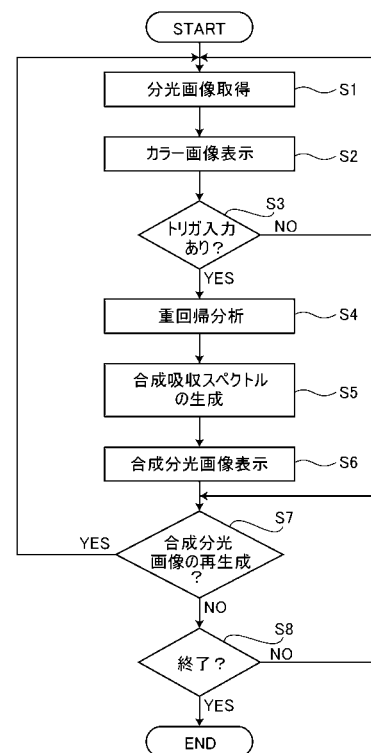 START
分光画像取得
S1
カラー画像表示
S2
S3
トリガ入力
あり?
NO
YES
重回帰分析
S4
合成吸収スペクトル
の生成
S5
合成分光画像表示
S6
S7
合成分光
画像の再生成
?
YES
NO
S8
終了?
NO
YES
END